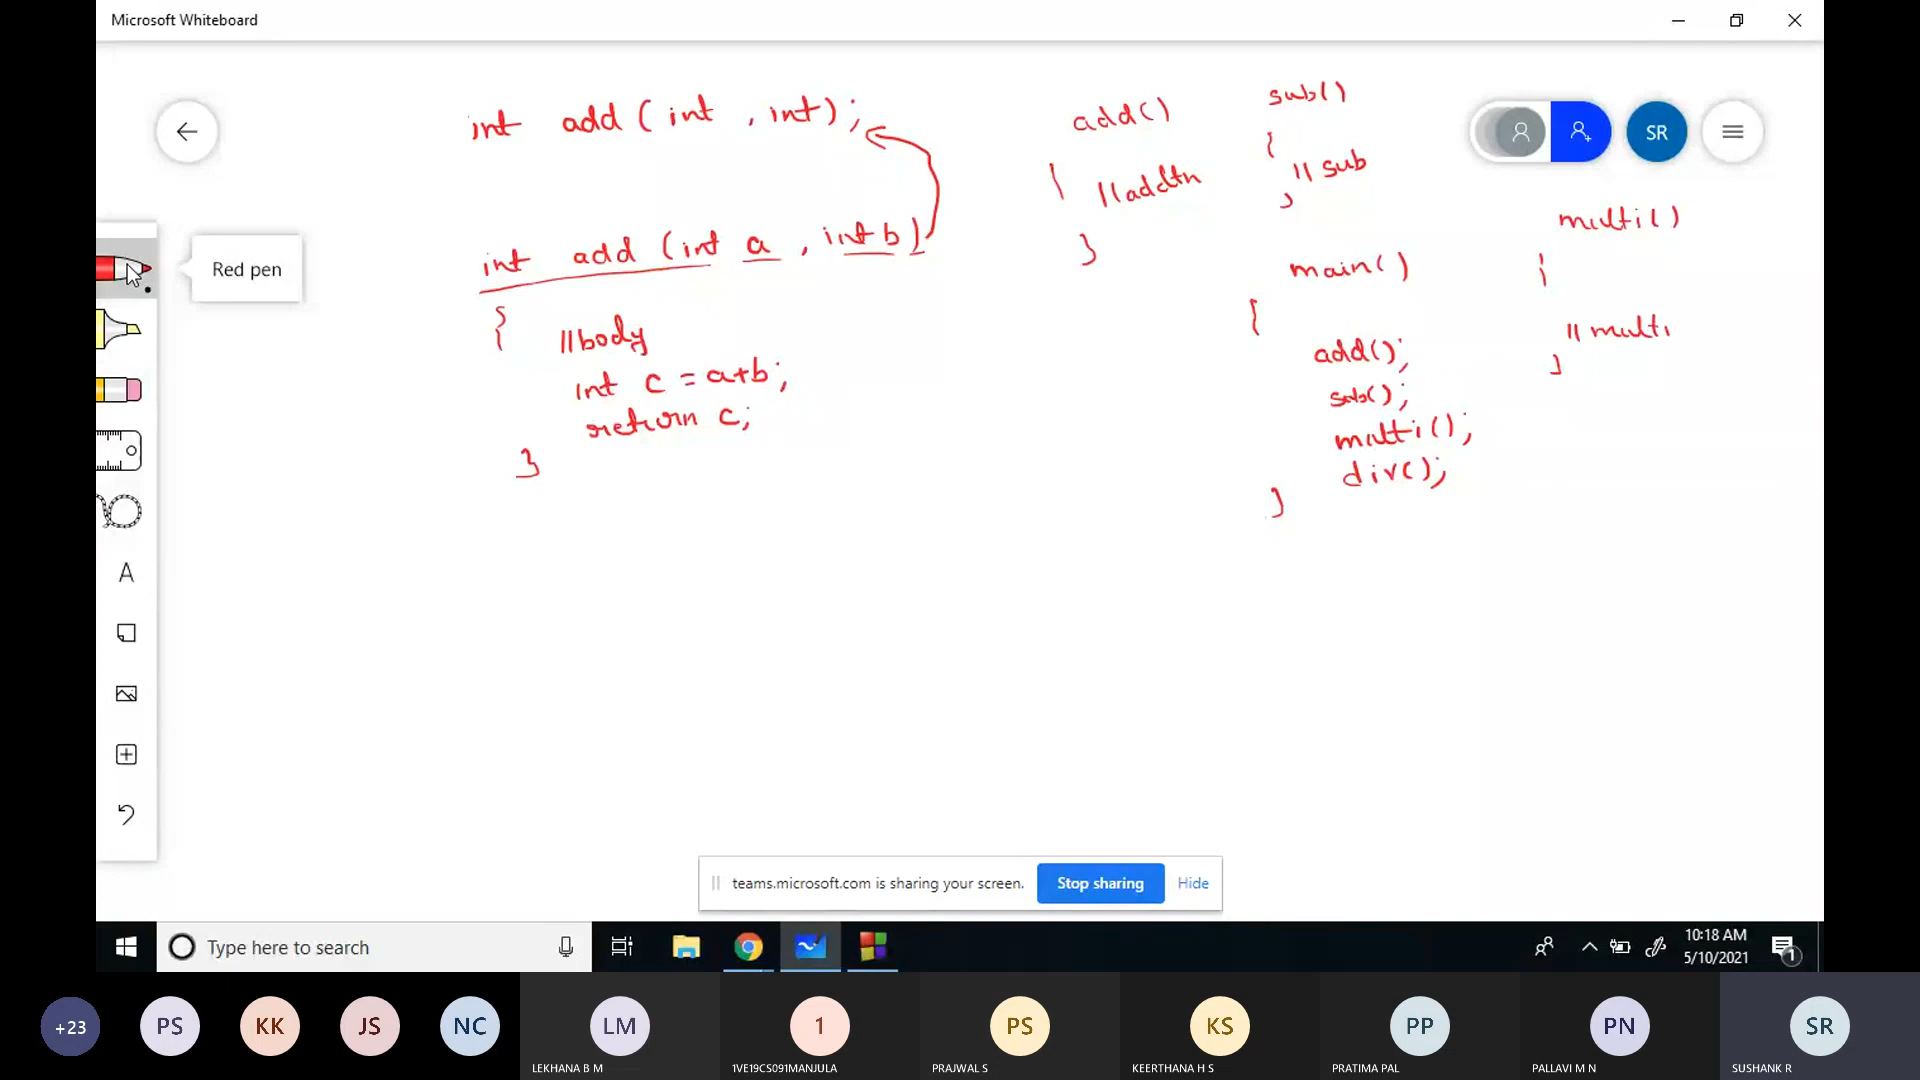 Microsoft Whiteboard
int add (int , int);
int add (int a , int b)
{ //body
int c = a+b;
return c;
}
add()
{ //addtn
}
sub()
{
// sub
}
main()
{
add();
sub();
multi();
div();
}
multi()
{
// multi
}
SR
Red pen
A
teams.microsoft.com is sharing your screen.
Stop sharing
Hide
Type here to search
10:18 AM
5/10/2021
1
+23
PS
KK
JS
NC
LM
LEKHANA B M
1
1VE19CS091MANJULA
PS
PRAJWAL S
KS
KEERTHANA H S
PP
PRATIMA PAL
PN
PALLAVI M N
SR
SUSHANK R